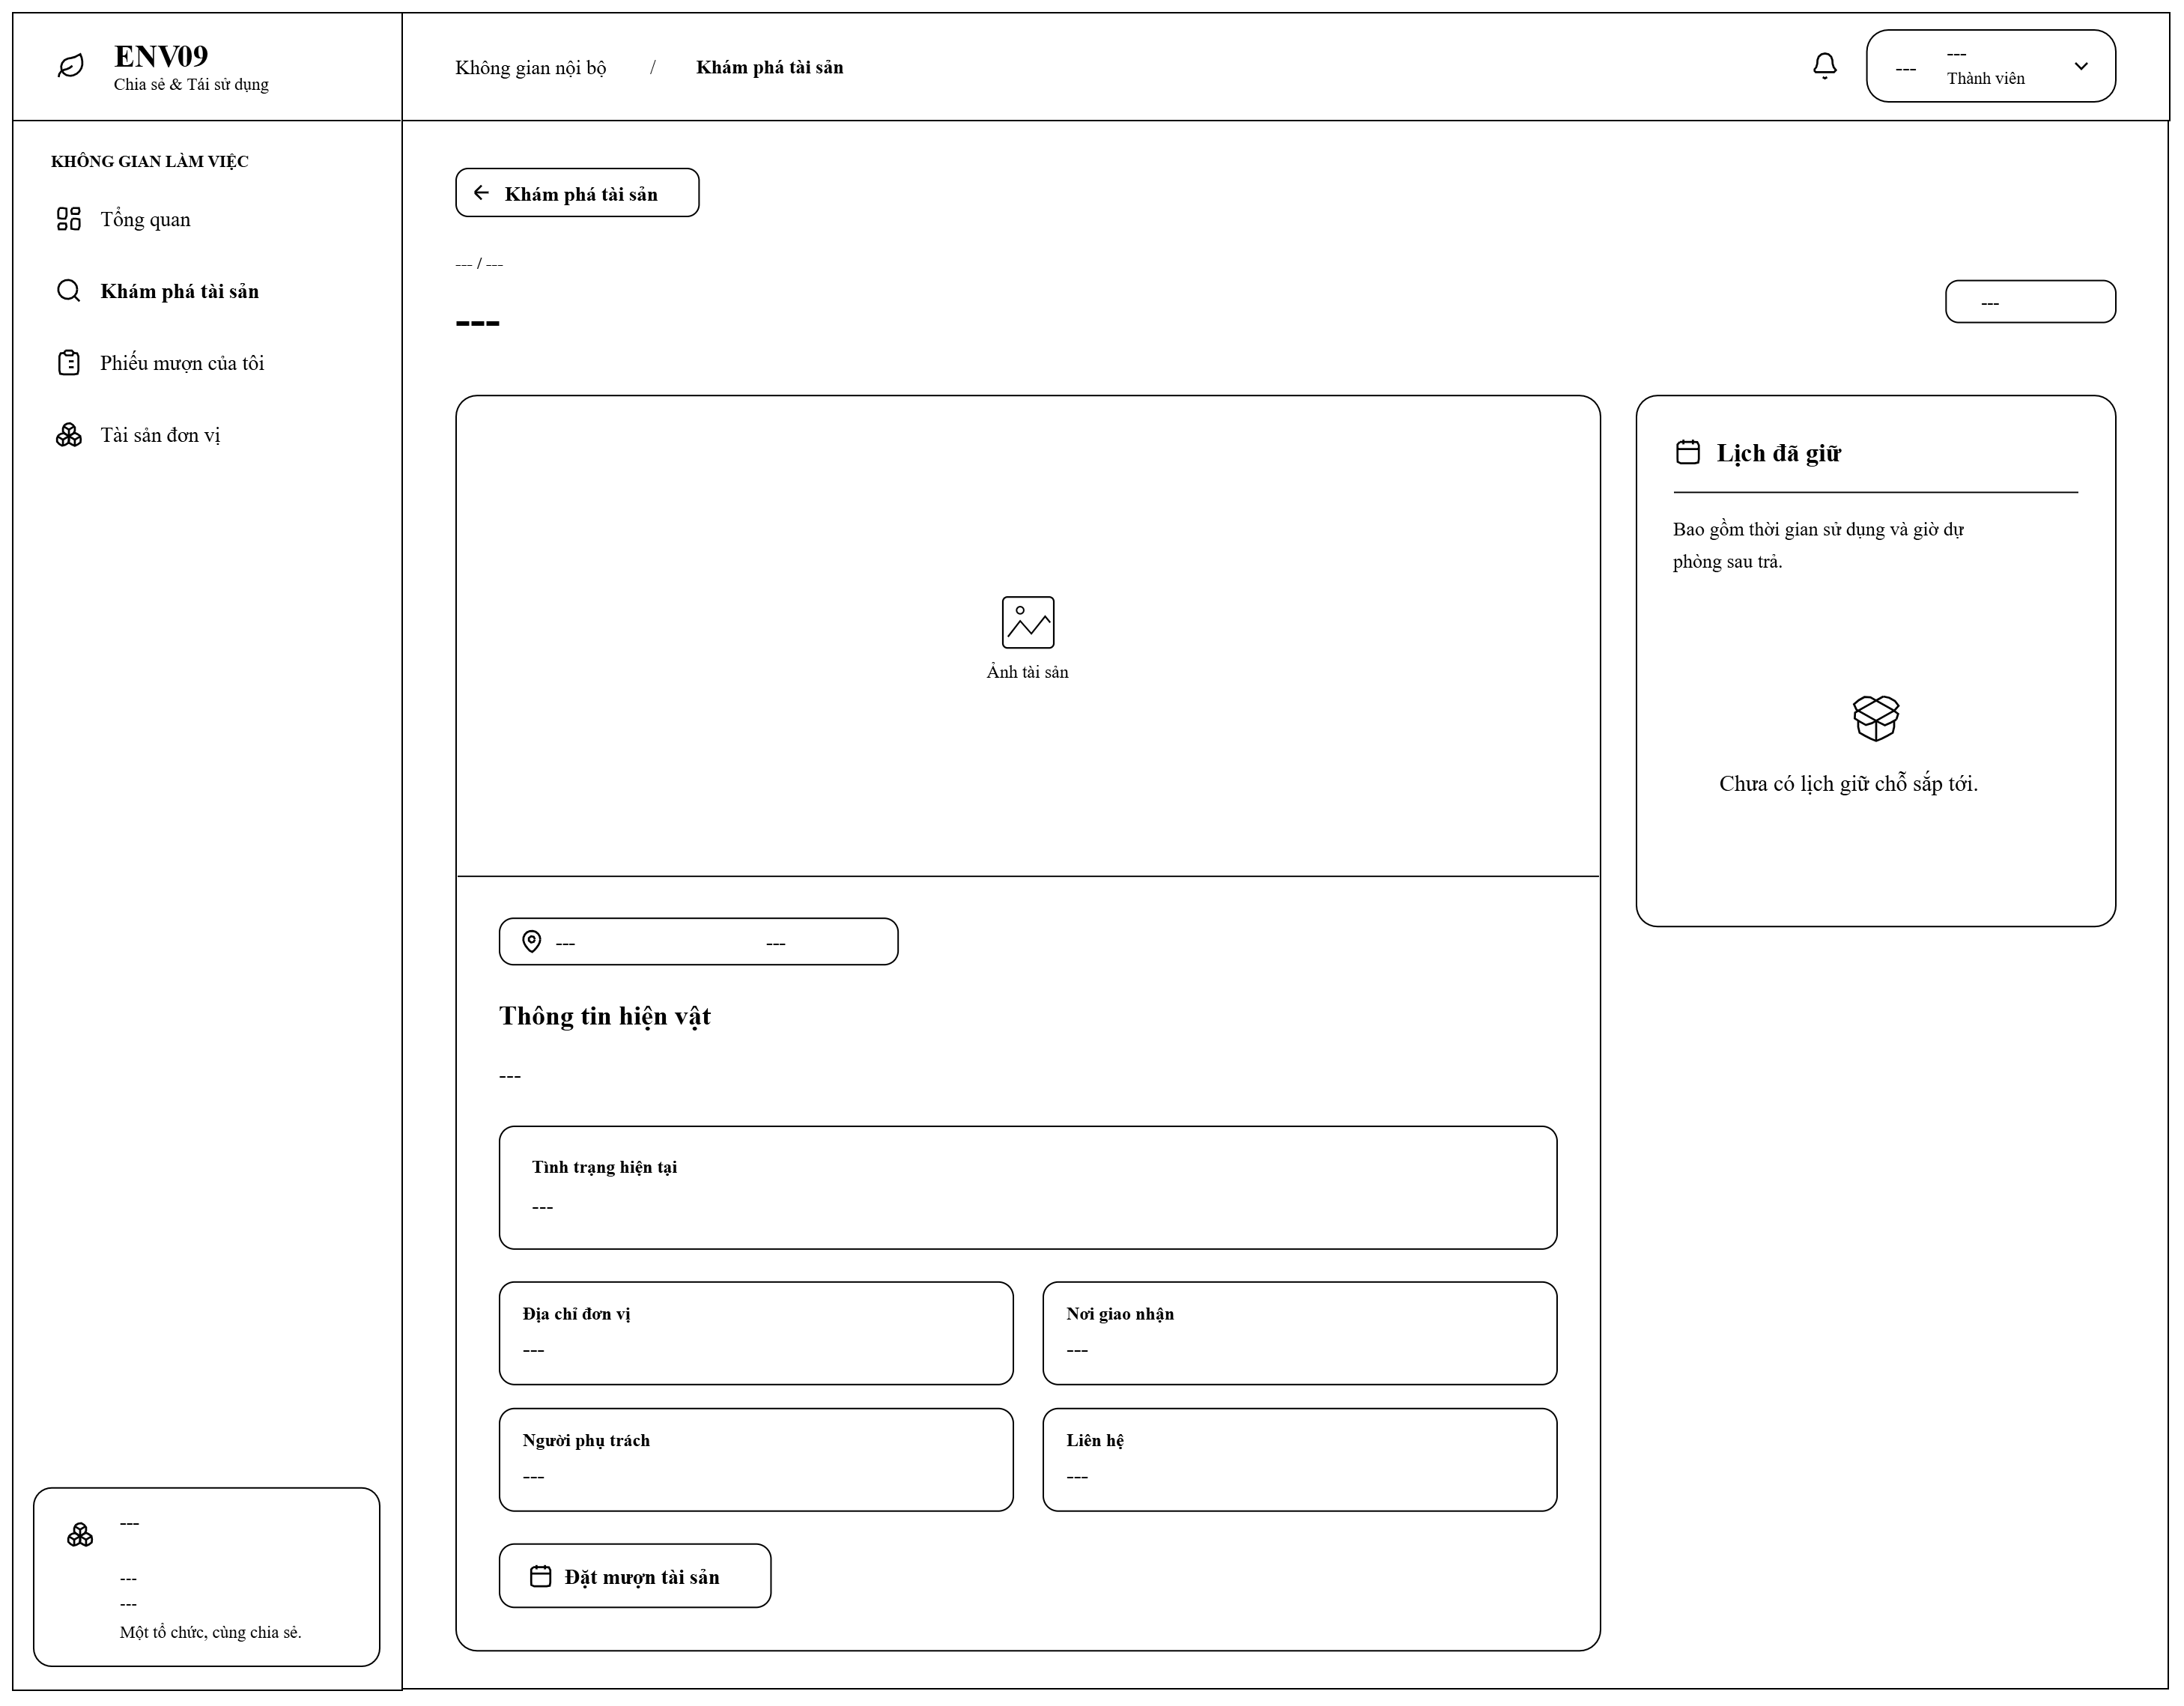 ENV09
Chia sẻ & Tái sử dụng
Không gian nội bộ / Khám phá tài sản
---
---
Thành viên
KHÔNG GIAN LÀM VIỆC
Tổng quan
Khám phá tài sản
Phiếu mượn của tôi
Tài sản đơn vị
---
---
---
Một tổ chức, cùng chia sẻ.
Khám phá tài sản
--- / ---
---
---
Ảnh tài sản
--- ---
Thông tin hiện vật
---
Tình trạng hiện tại
---
Địa chỉ đơn vị
---
Nơi giao nhận
---
Người phụ trách
---
Liên hệ
---
Đặt mượn tài sản
Lịch đã giữ
Bao gồm thời gian sử dụng và giờ dự
phòng sau trả.
Chưa có lịch giữ chỗ sắp tới.